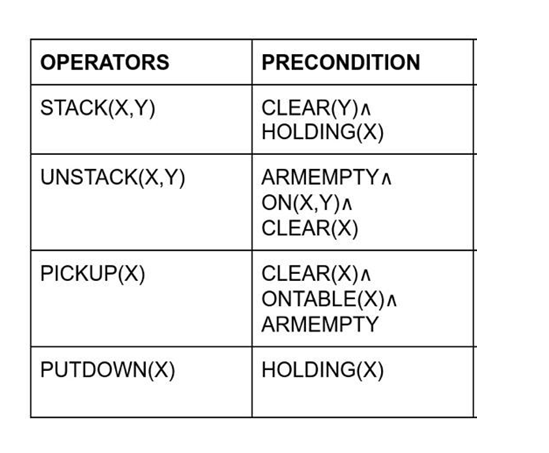 OPERATORS PRECONDITION
STACK(X,Y) CLEAR(Y)∧
HOLDING(X)
UNSTACK(X,Y) ARMEMPTY∧
ON(X,Y)∧
CLEAR(X)
PICKUP(X) CLEAR(X)∧
ONTABLE(X)∧
ARMEMPTY
PUTDOWN(X) HOLDING(X)